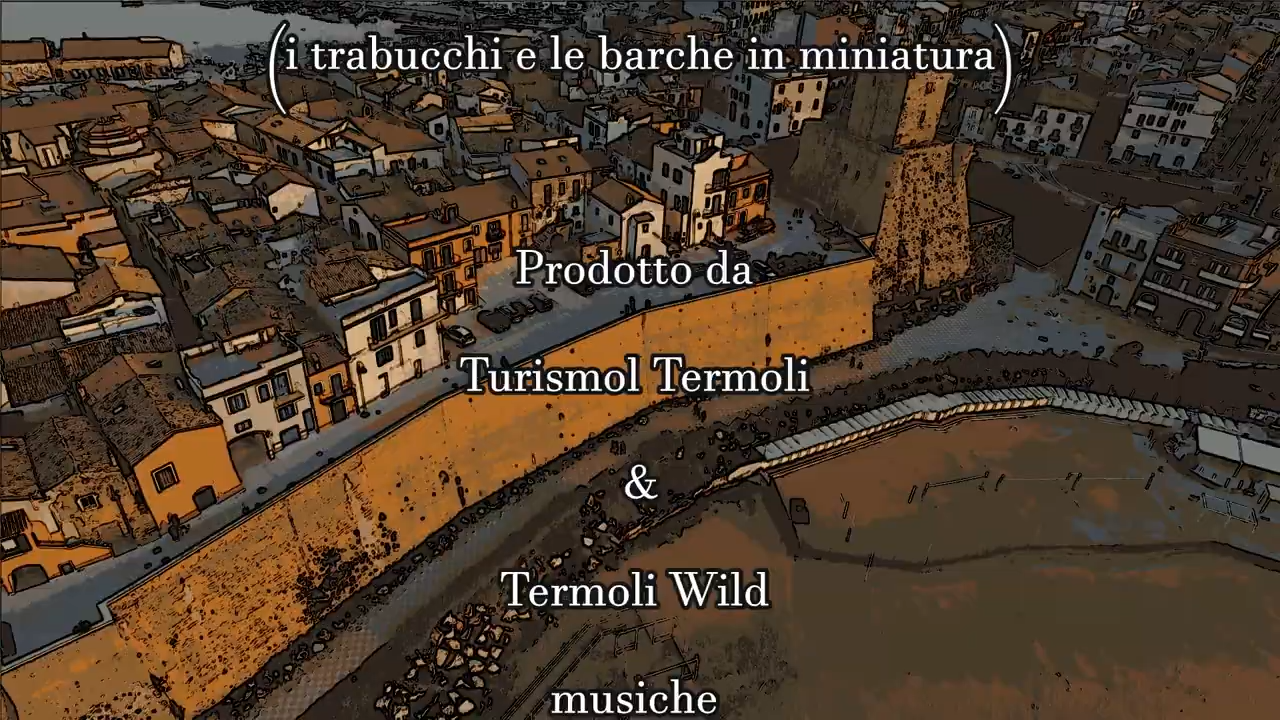 (i trabucchi e le barche in miniatura)
Prodotto da
Turismol Termoli
&
Termoli Wild
musiche